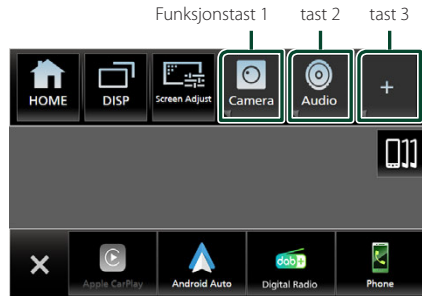 Funksjonstast 1 tast 2 tast 3
HOME DISP Screen Adjust Camera Audio +
dab+
Apple CarPlay Android Auto Digital Radio Phone